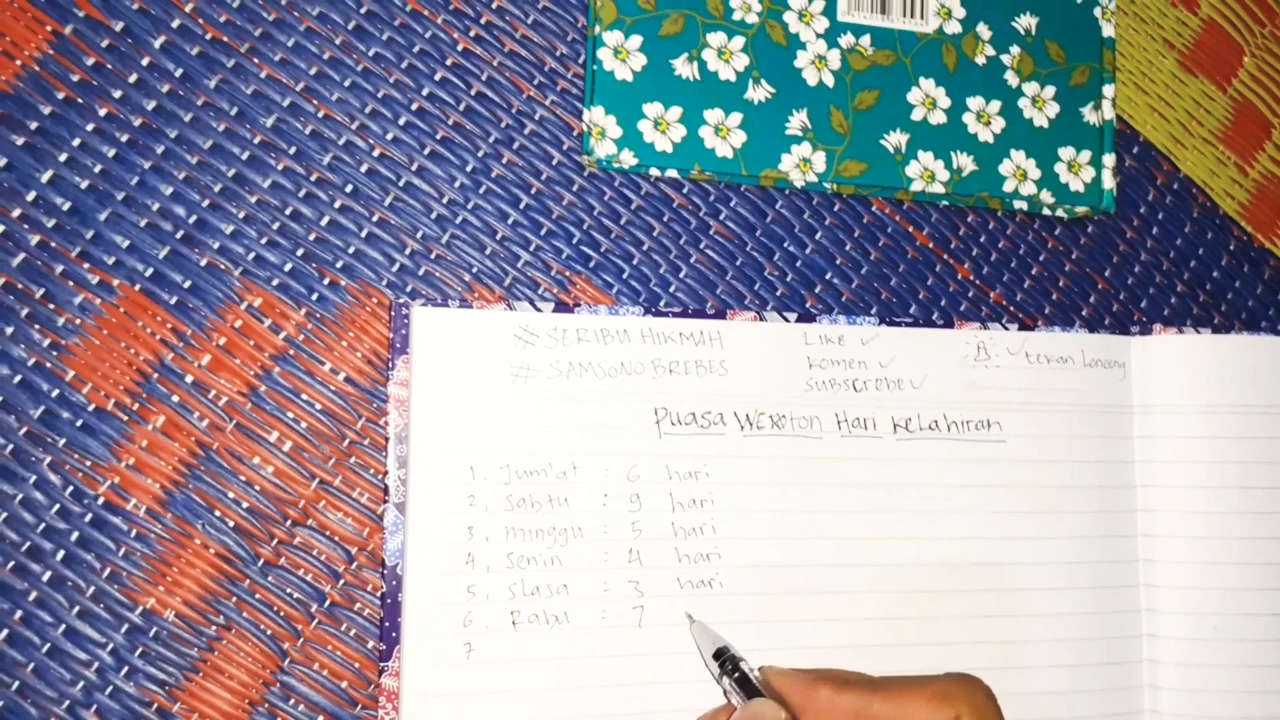 # SERIBU HIKMAH
# SAMSONO BREBES
LIKE ✓
Komen ✓
SUBSCREBE ✓
✓ tekan Lonceng
Puasa WEKOTON Hari KeLahiran
1. Jum'at : 6 hari
2. Sabtu : 9 hari
3. minggu : 5 hari
4. Senin : 4 hari
5. SLasa = 3 hari
6. Rabu : 7
7